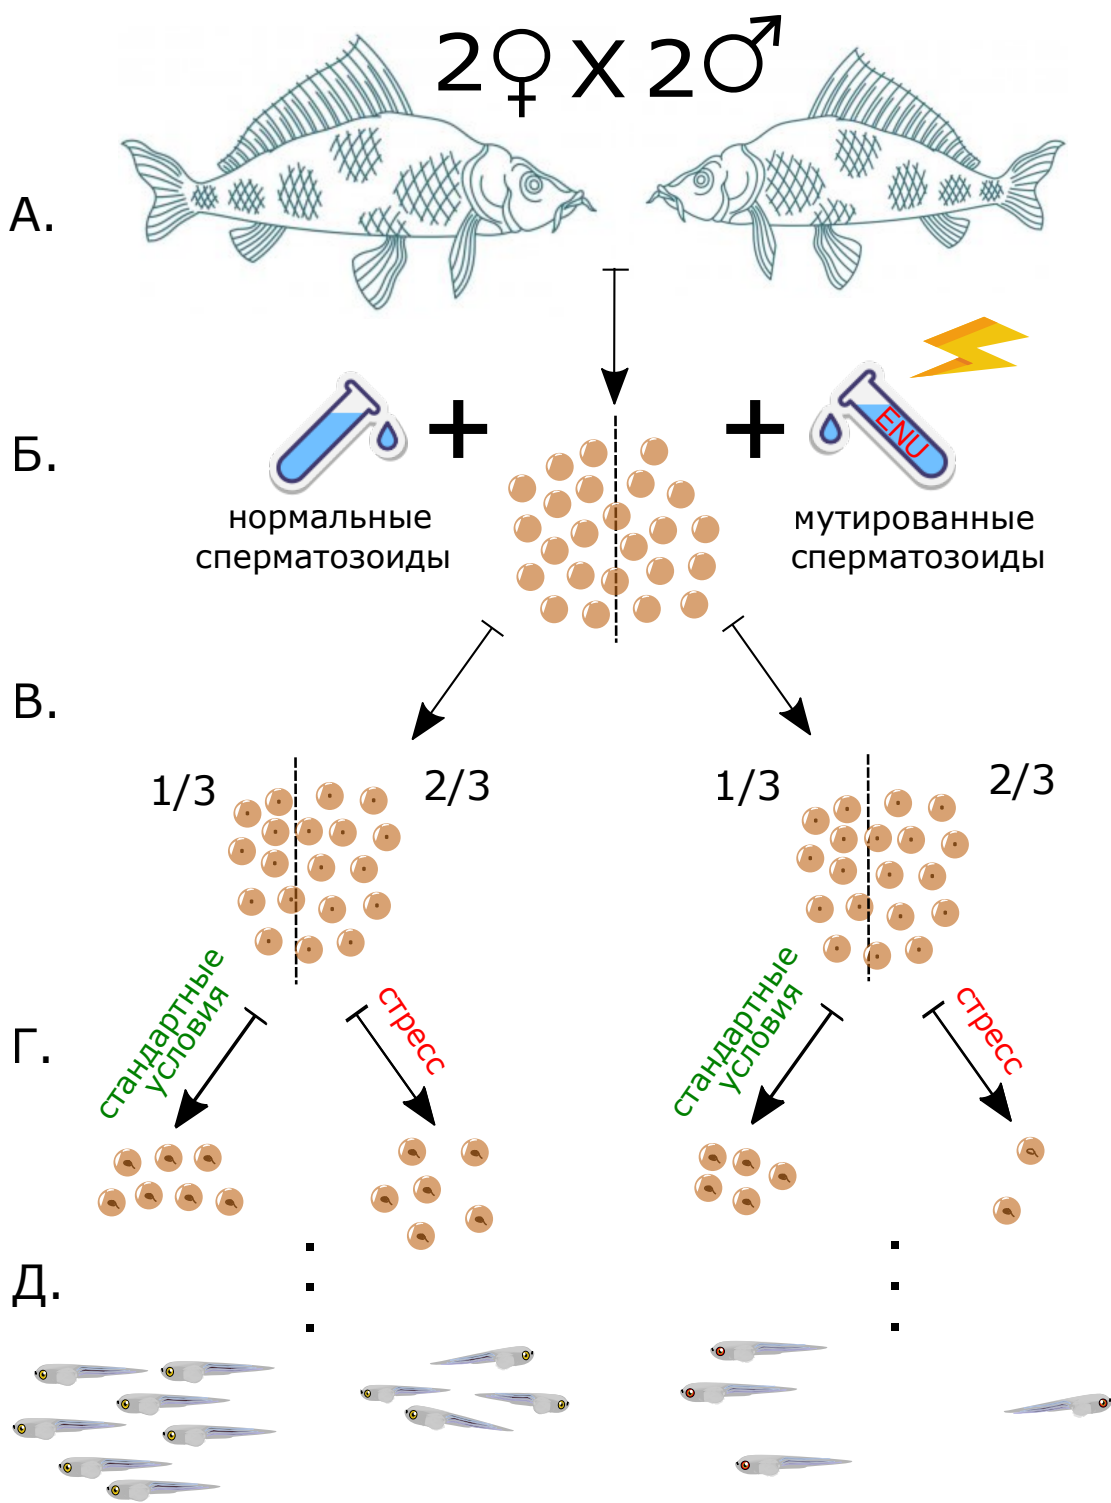 2♀ X 2♂
А.
Б.
ENU
нормальные
сперматозоиды
мутированные
сперматозоиды
В.
1/3
2/3
1/3
2/3
Г.
стандартные
условия
стресс
стандартные
условия
стресс
Д.